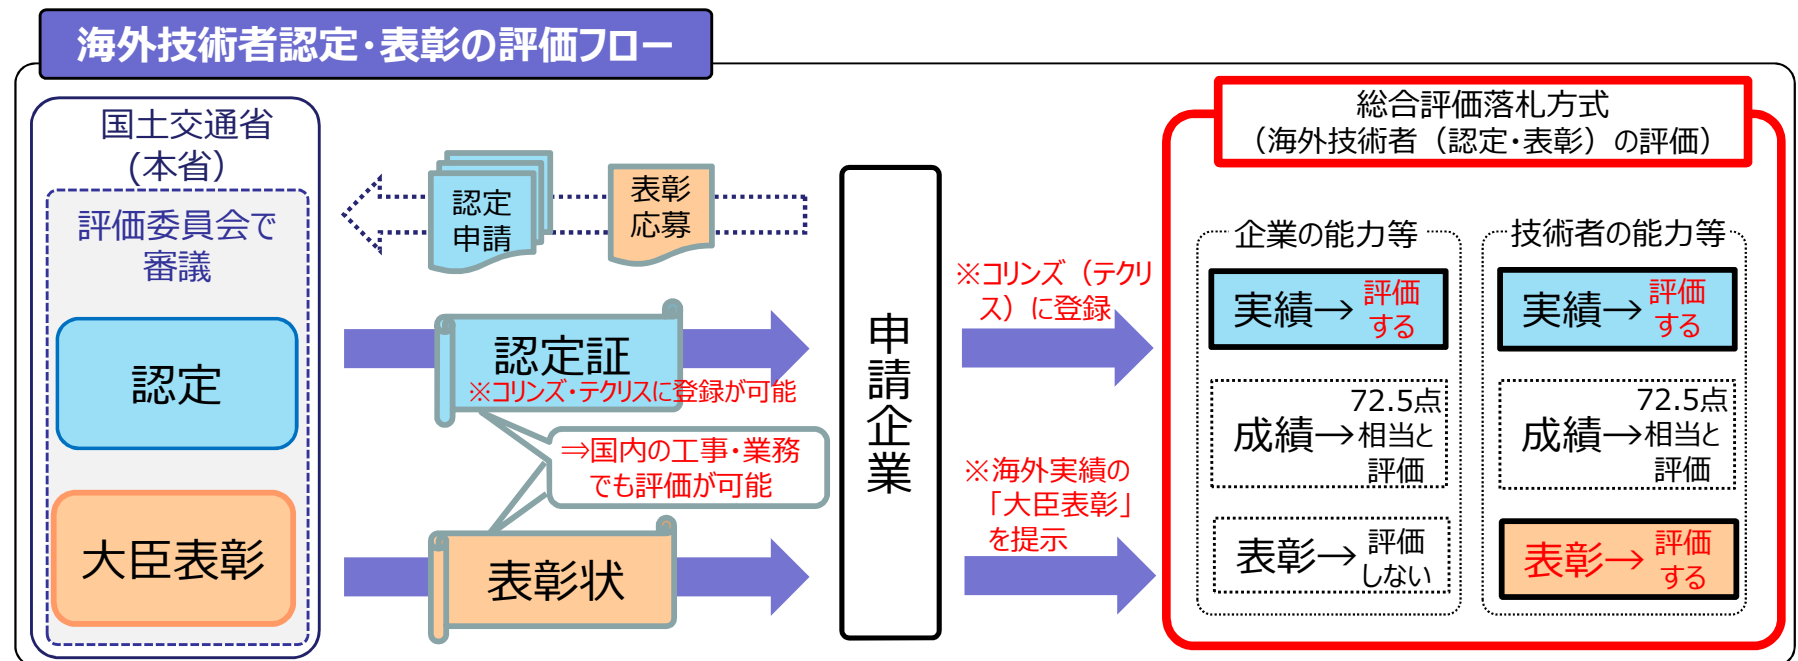 海外技術者認定・表彰の評価フロー
国土交通省
(本省)
評価委員会で
審議
認定
大臣表彰
認定
申請
表彰
応募
認定証
※コリンズ・テクリスに登録が可能
⇒国内の工事・業務
でも評価が可能
表彰状
申請企業
※コリンズ（テクリ
ス）に登録
※海外実績の
「大臣表彰」
を提示
総合評価落札方式
（海外技術者（認定・表彰）の評価）
企業の能力等
実績→評価
する
成績→72.5点
相当と
評価
表彰→評価
しない
技術者の能力等
実績→評価
する
成績→72.5点
相当と
評価
表彰→評価
する